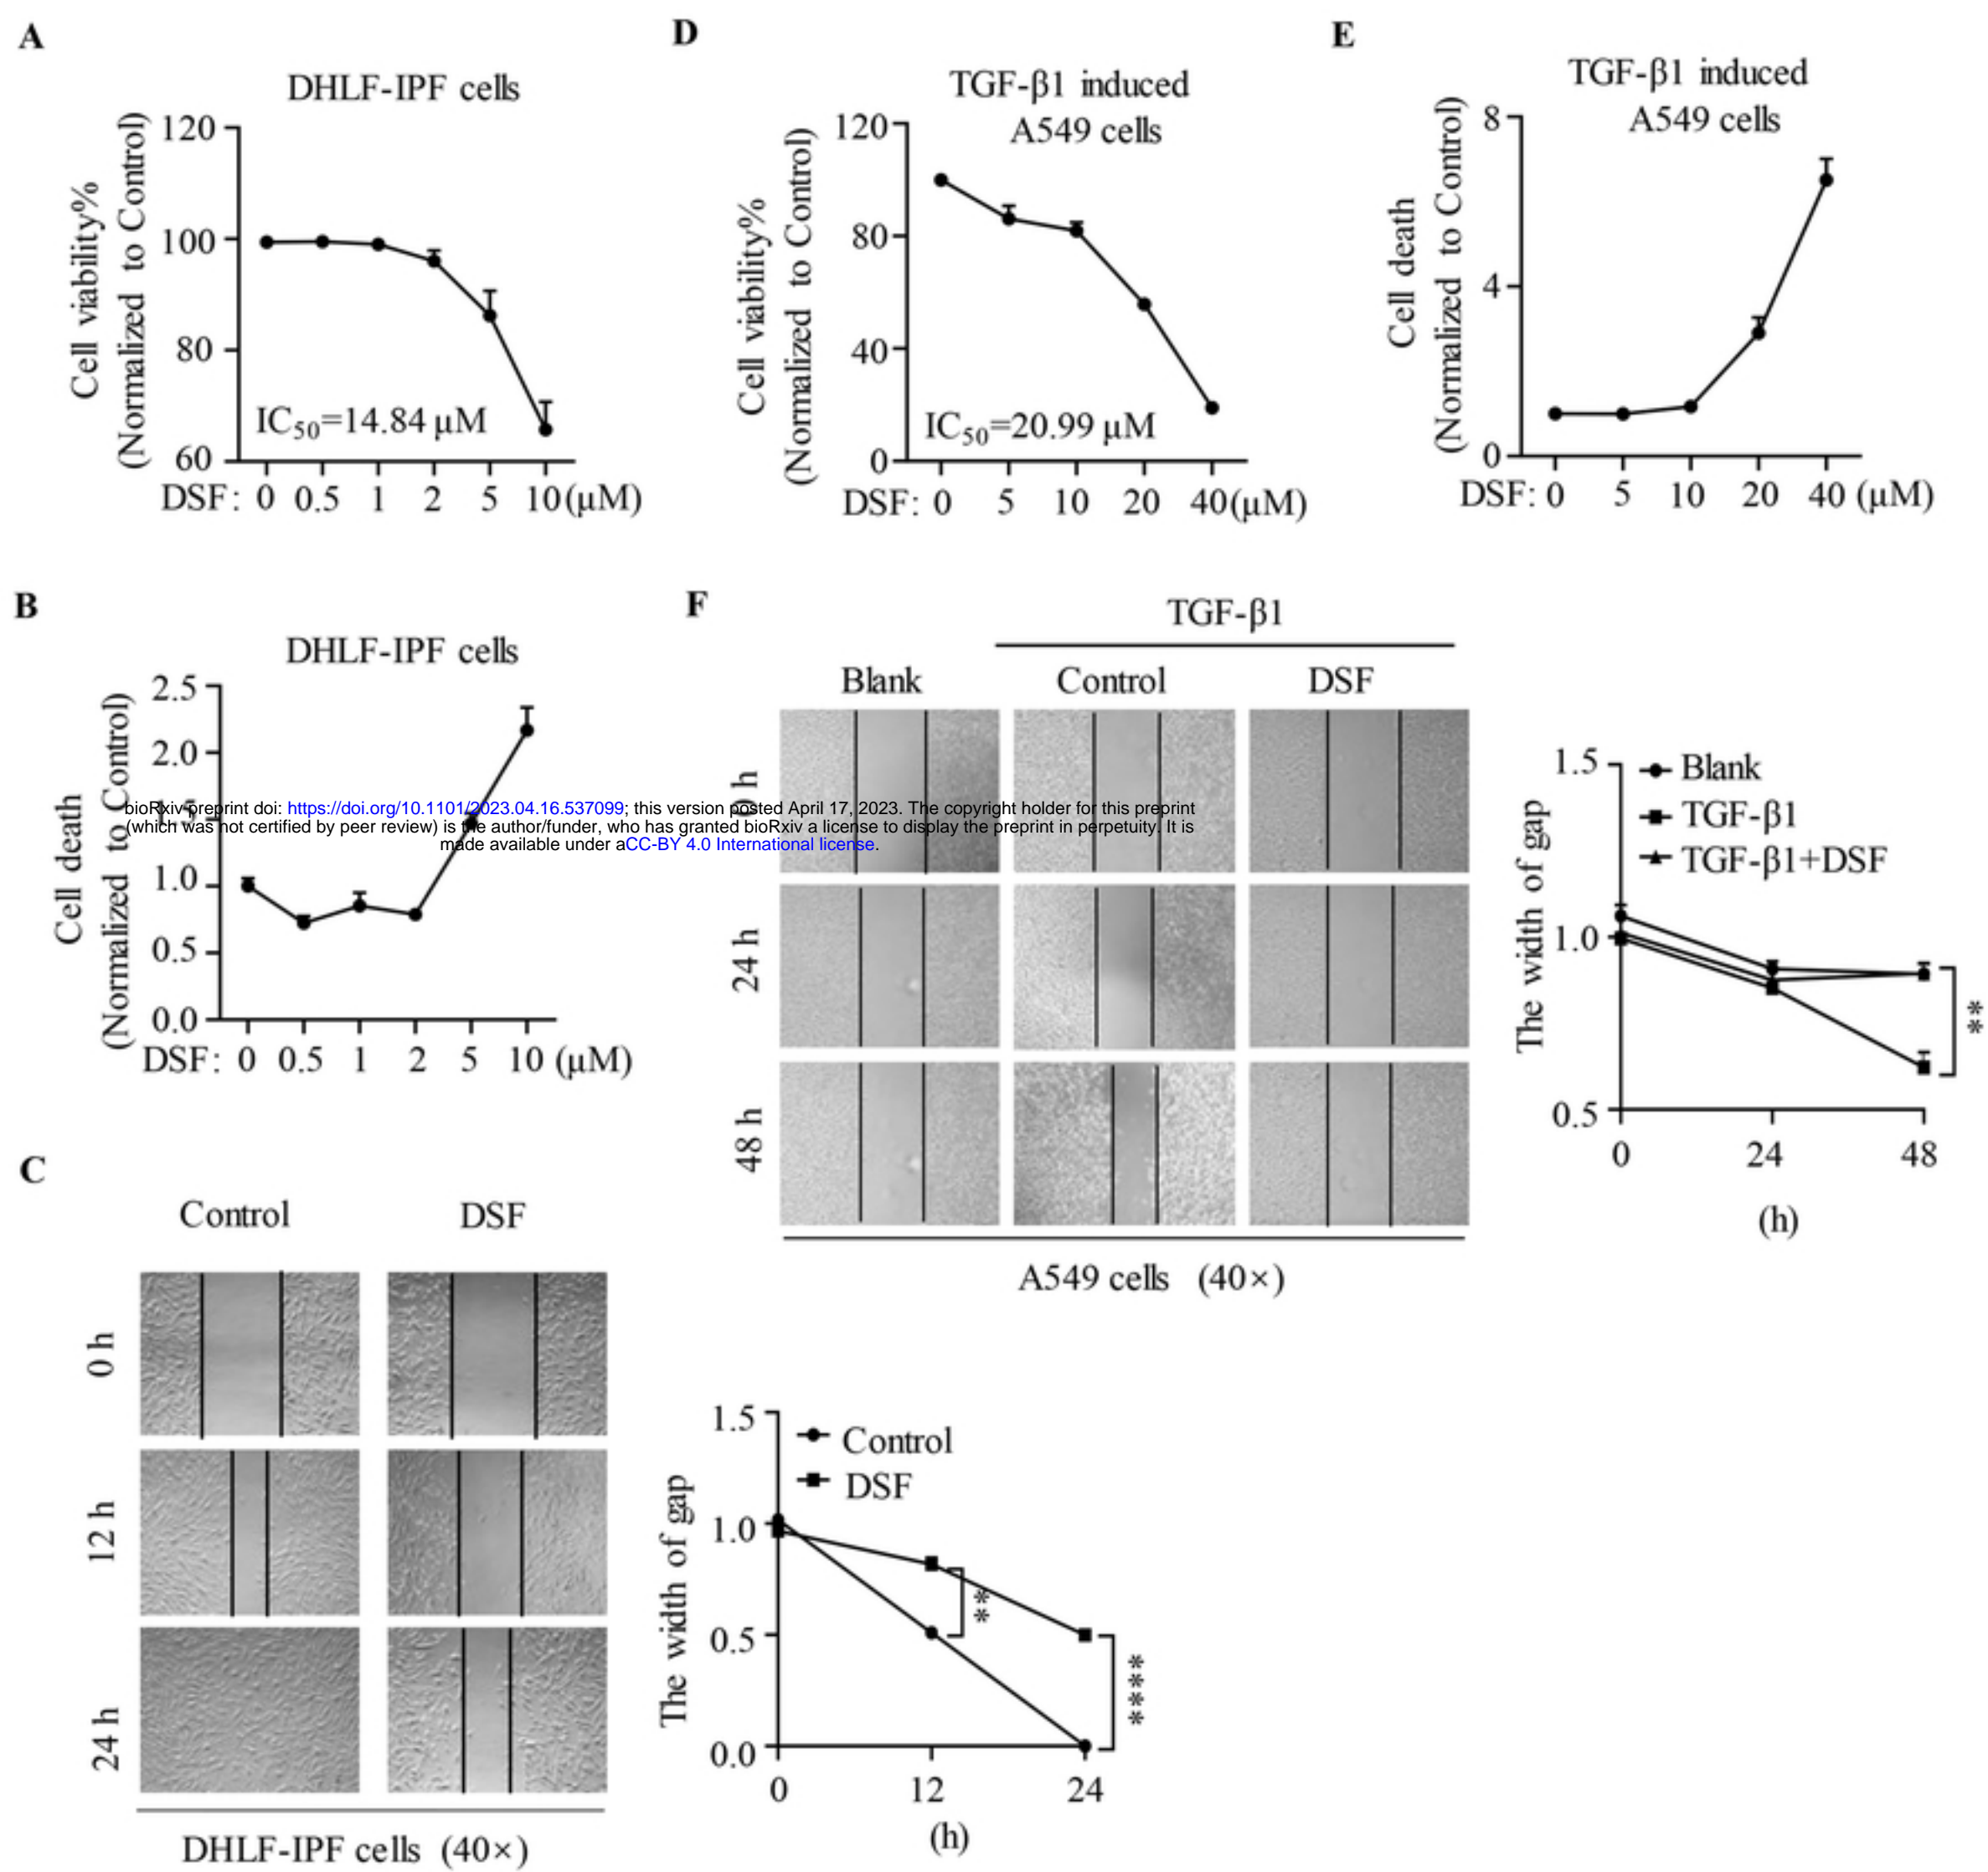 A
DHLF-IPF cells
Cell viability%
(Normalized to Control)
120
100
80
60
IC50=14.84 μM
DSF: 0 0.5 1 2 5 10(μM)
D
TGF-β1 induced
A549 cells
Cell viability%
(Normalized to Control)
120
80
40
0
IC50=20.99 μM
DSF: 0 5 10 20 40(μM)
E
TGF-β1 induced
A549 cells
Cell death
(Normalized to Control)
8
4
0
DSF: 0 5 10 20 40 (μM)
B
DHLF-IPF cells
Cell death
(Normalized to Control)
2.5
2.0
1.5
1.0
0.5
0.0
DSF: 0 0.5 1 2 5 10 (μM)
bioRxiv preprint doi: https://doi.org/10.1101/2023.04.16.537099; this version posted April 17, 2023. The copyright holder for this preprint
(which was not certified by peer review) is the author/funder, who has granted bioRxiv a license to display the preprint in perpetuity. It is
made available under aCC-BY 4.0 International license.
F
TGF-β1
Blank Control DSF
0 h
24 h
48 h
A549 cells (40×)
The width of gap
1.5
1.0
0.5
Blank
TGF-β1
TGF-β1+DSF
**
0 24 48
(h)
C
Control DSF
0 h
12 h
24 h
DHLF-IPF cells (40×)
The width of gap
1.5
1.0
0.5
0.0
Control
DSF
**
****
0 12 24
(h)